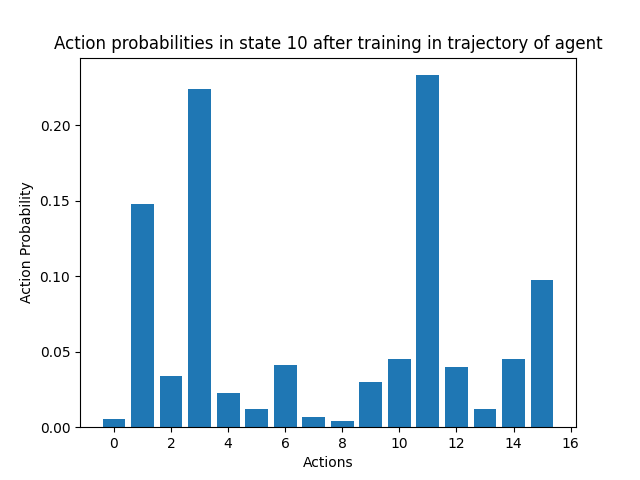 Action probabilities in state 10 after training in trajectory of agent
0.20
0.15
0.10
0.05
0.00
Action Probability
0 2 4 6 8 10 12 14 16
Actions